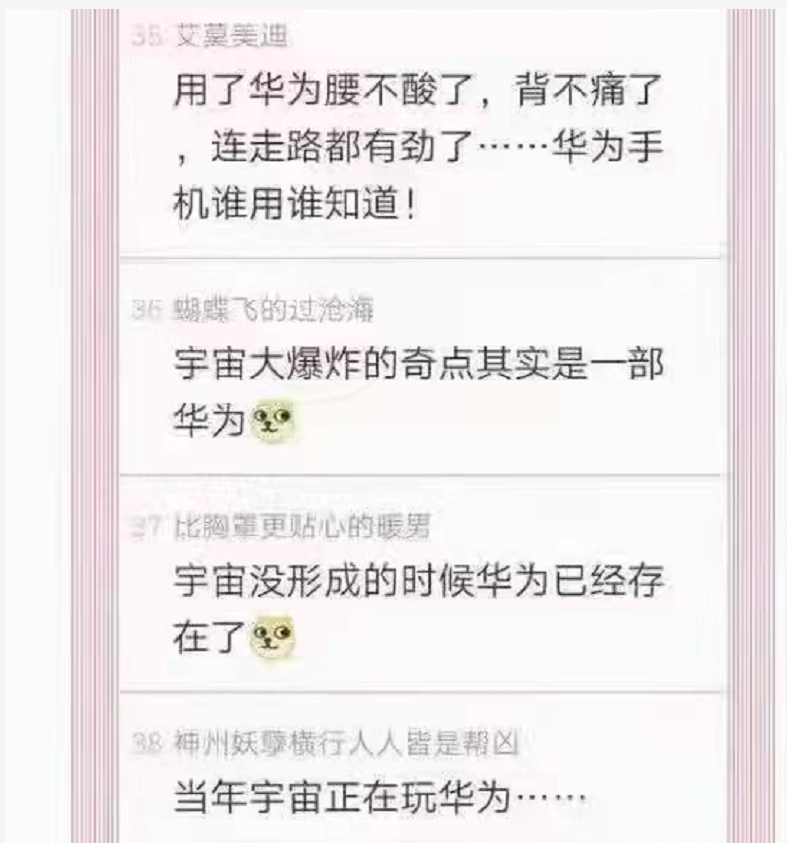 35 艾莫美迪
用了华为腰不酸了，背不痛了
，连走路都有劲了……华为手
机谁用谁知道！
36 蝴蝶飞的过沧海
宇宙大爆炸的奇点其实是一部
华为
37 比胸罩更贴心的暖男
宇宙没形成的时候华为已经存
在了
38 神州妖孽横行人人皆是帮凶
当年宇宙正在玩华为……